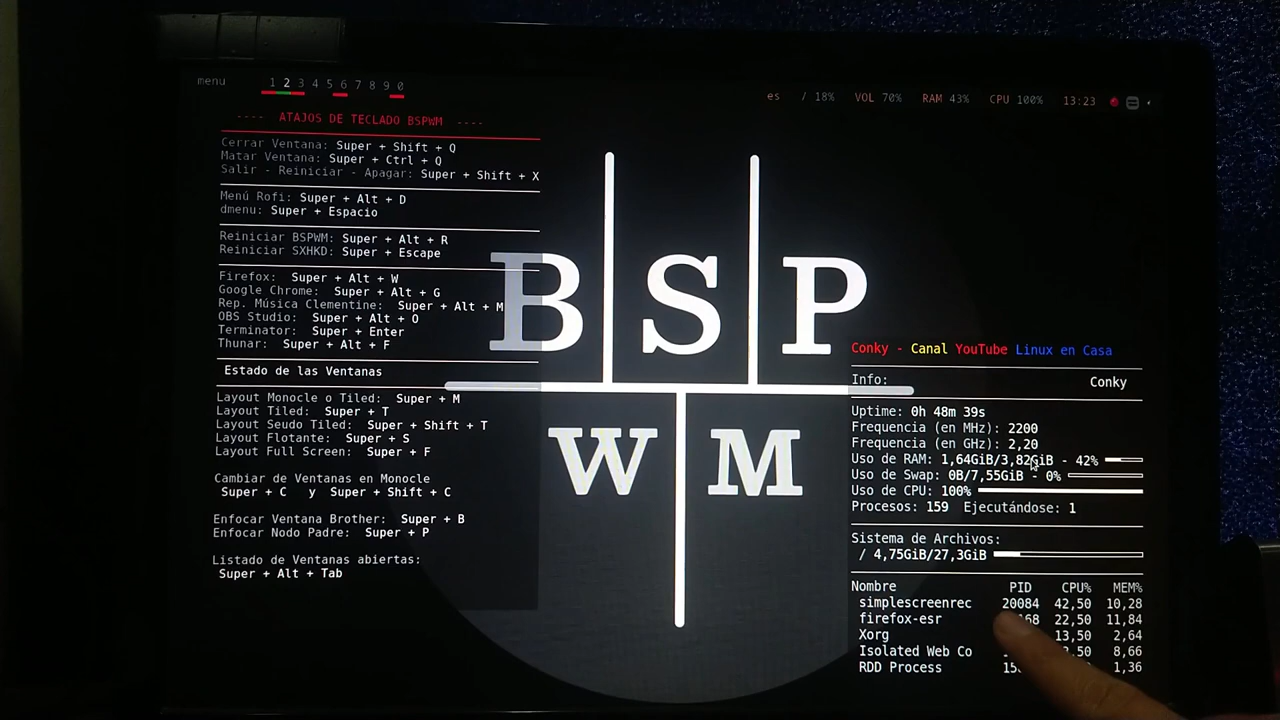 menu 1 2 3 4 5 6 7 8 9 0
es / 18% VOL 70% RAM 43% CPU 100% 13:23
---- ATAJOS DE TECLADO BSPWM ----
Cerrar Ventana: Super + Shift + Q
Matar Ventana: Super + Ctrl + Q
Salir - Reiniciar - Apagar: Super + Shift + X
Menú Rofi: Super + Alt + D
dmenu: Super + Espacio
Reiniciar BSPWM: Super + Alt + R
Reiniciar SXHKD: Super + Escape
Firefox: Super + Alt + W
Google Chrome: Super + Alt + G
Rep. Música Clementine: Super + Alt + M
OBS Studio: Super + Alt + O
Terminator: Super + Enter
Thunar: Super + Alt + F
Estado de las Ventanas
Layout Monocle o Tiled: Super + M
Layout Tiled: Super + T
Layout Seudo Tiled: Super + Shift + T
Layout Flotante: Super + S
Layout Full Screen: Super + F
Cambiar de Ventanas en Monocle
Super + C y Super + Shift + C
Enfocar Ventana Brother: Super + B
Enfocar Nodo Padre: Super + P
Listado de Ventanas abiertas:
Super + Alt + Tab
B S P
W M
Conky - Canal YouTube Linux en Casa
Info: Conky
Uptime: 0h 48m 39s
Frequencia (en MHz): 2200
Frequencia (en GHz): 2,20
Uso de RAM: 1,64GiB/3,82GiB - 42%
Uso de Swap: 0B/7,55GiB - 0%
Uso de CPU: 100%
Procesos: 159 Ejecutándose: 1
Sistema de Archivos:
/ 4,75GiB/27,3GiB
Nombre PID CPU% MEM%
simplescreenrec 20084 42,50 10,28
firefox-esr 22,50 11,84
Xorg 13,50 2,64
Isolated Web Co 8,66
RDD Process 1,36